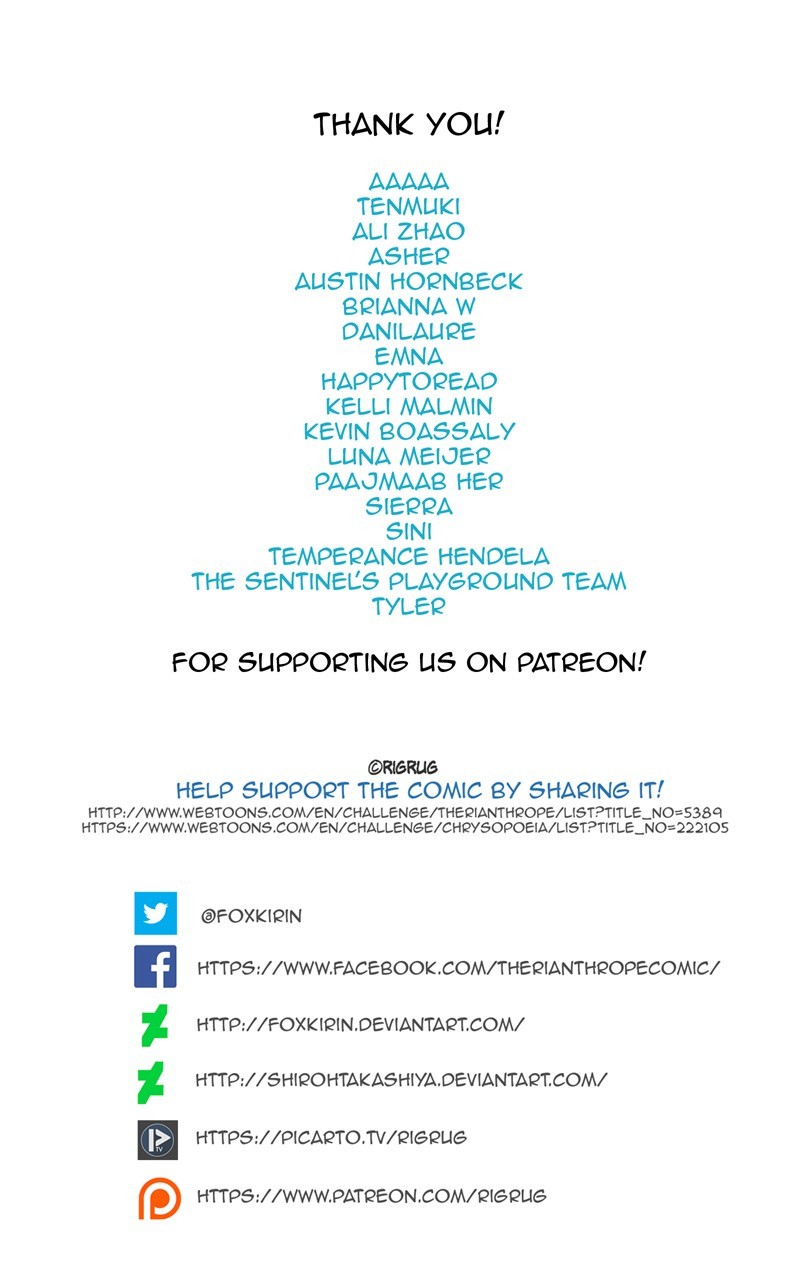 THANK YOU!
AAAAA
TENMUKI
ALI ZHAO
ASHER
AUSTIN HORNBECK
BRIANNA W
DANILAURE
EMNA
HAPPYTOREAD
KELLI MALMIN
KEVIN BOASSALY
LUNA MEIJER
PAAJMAAB HER
SIERRA
SINI
TEMPERANCE HENDELA
THE SENTINEL'S PLAYGROUND TEAM
TYLER
FOR SUPPORTING US ON PATREON!
©RIGRUG
HELP SUPPORT THE COMIC BY SHARING IT!
HTTP://WWW.WEBTOONS.COM/EN/CHALLENGE/THERIANTHROPE/LIST?TITLE_NO=5389
HTTPS://WWW.WEBTOONS.COM/EN/CHALLENGE/CHRYSOPOEIA/LIST?TITLE_NO=222105
@FOXKIRIN
HTTPS://WWW.FACEBOOK.COM/THERIANTHROPECOMIC/
HTTP://FOXKIRIN.DEVIANTART.COM/
HTTP://SHIROHTAKASHIYA.DEVIANTART.COM/
TV
HTTPS://PICARTO.TV/RIGRUG
HTTPS://WWW.PATREON.COM/RIGRUG